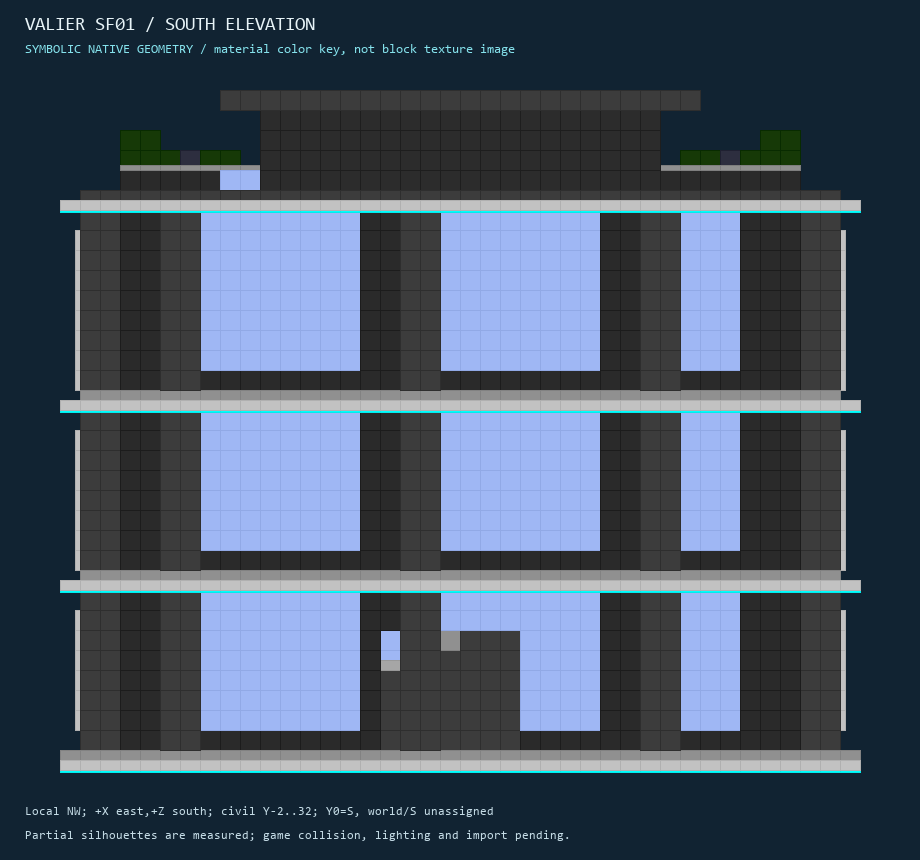 VALIER SF01 / SOUTH ELEVATION
SYMBOLIC NATIVE GEOMETRY / material color key, not block texture image
Local NW; +X east,+Z south; civil Y-2..32; Y0=S, world/S unassigned
Partial silhouettes are measured; game collision, lighting and import pending.